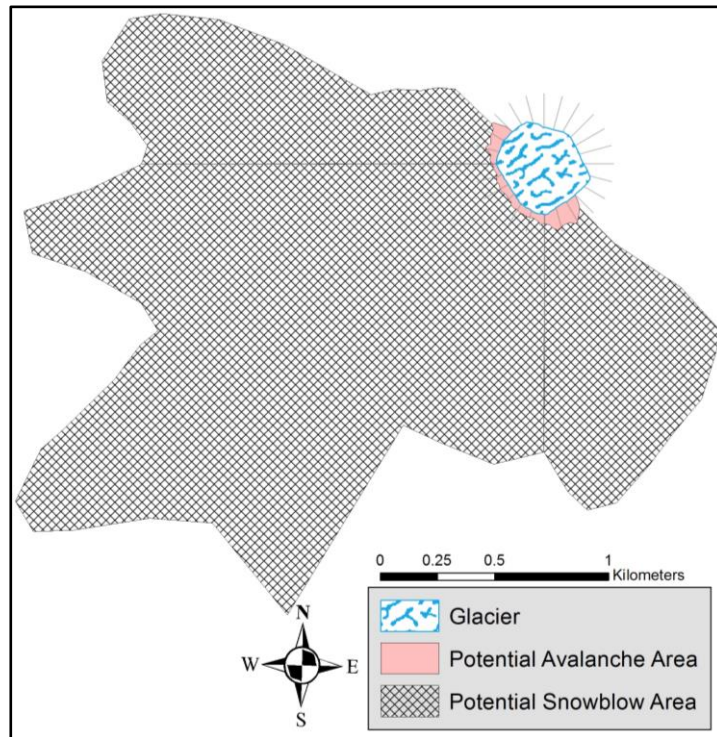 0 0.25 0.5 1
Kilometers
N
W E
S
Glacier
Potential Avalanche Area
Potential Snowblow Area